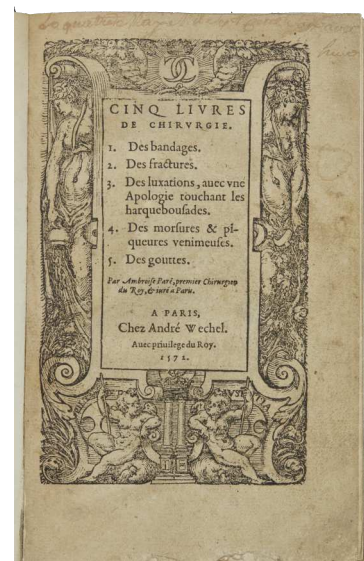 CINQ LIVRES
DE CHIRVRGIE.
1. Des bandages.
2. Des fractures.
3. Des luxations, auec vne
Apologie touchant les
harquebousades.
4. Des morsures & pi-
queures venimeuses.
5. Des gouttes.
Par Ambroise Paré, premier Chirurgien
du Roy, & iuré a Paris.
A PARIS,
Chez André Wechel.
Auec priuilege du Roy.
1572.